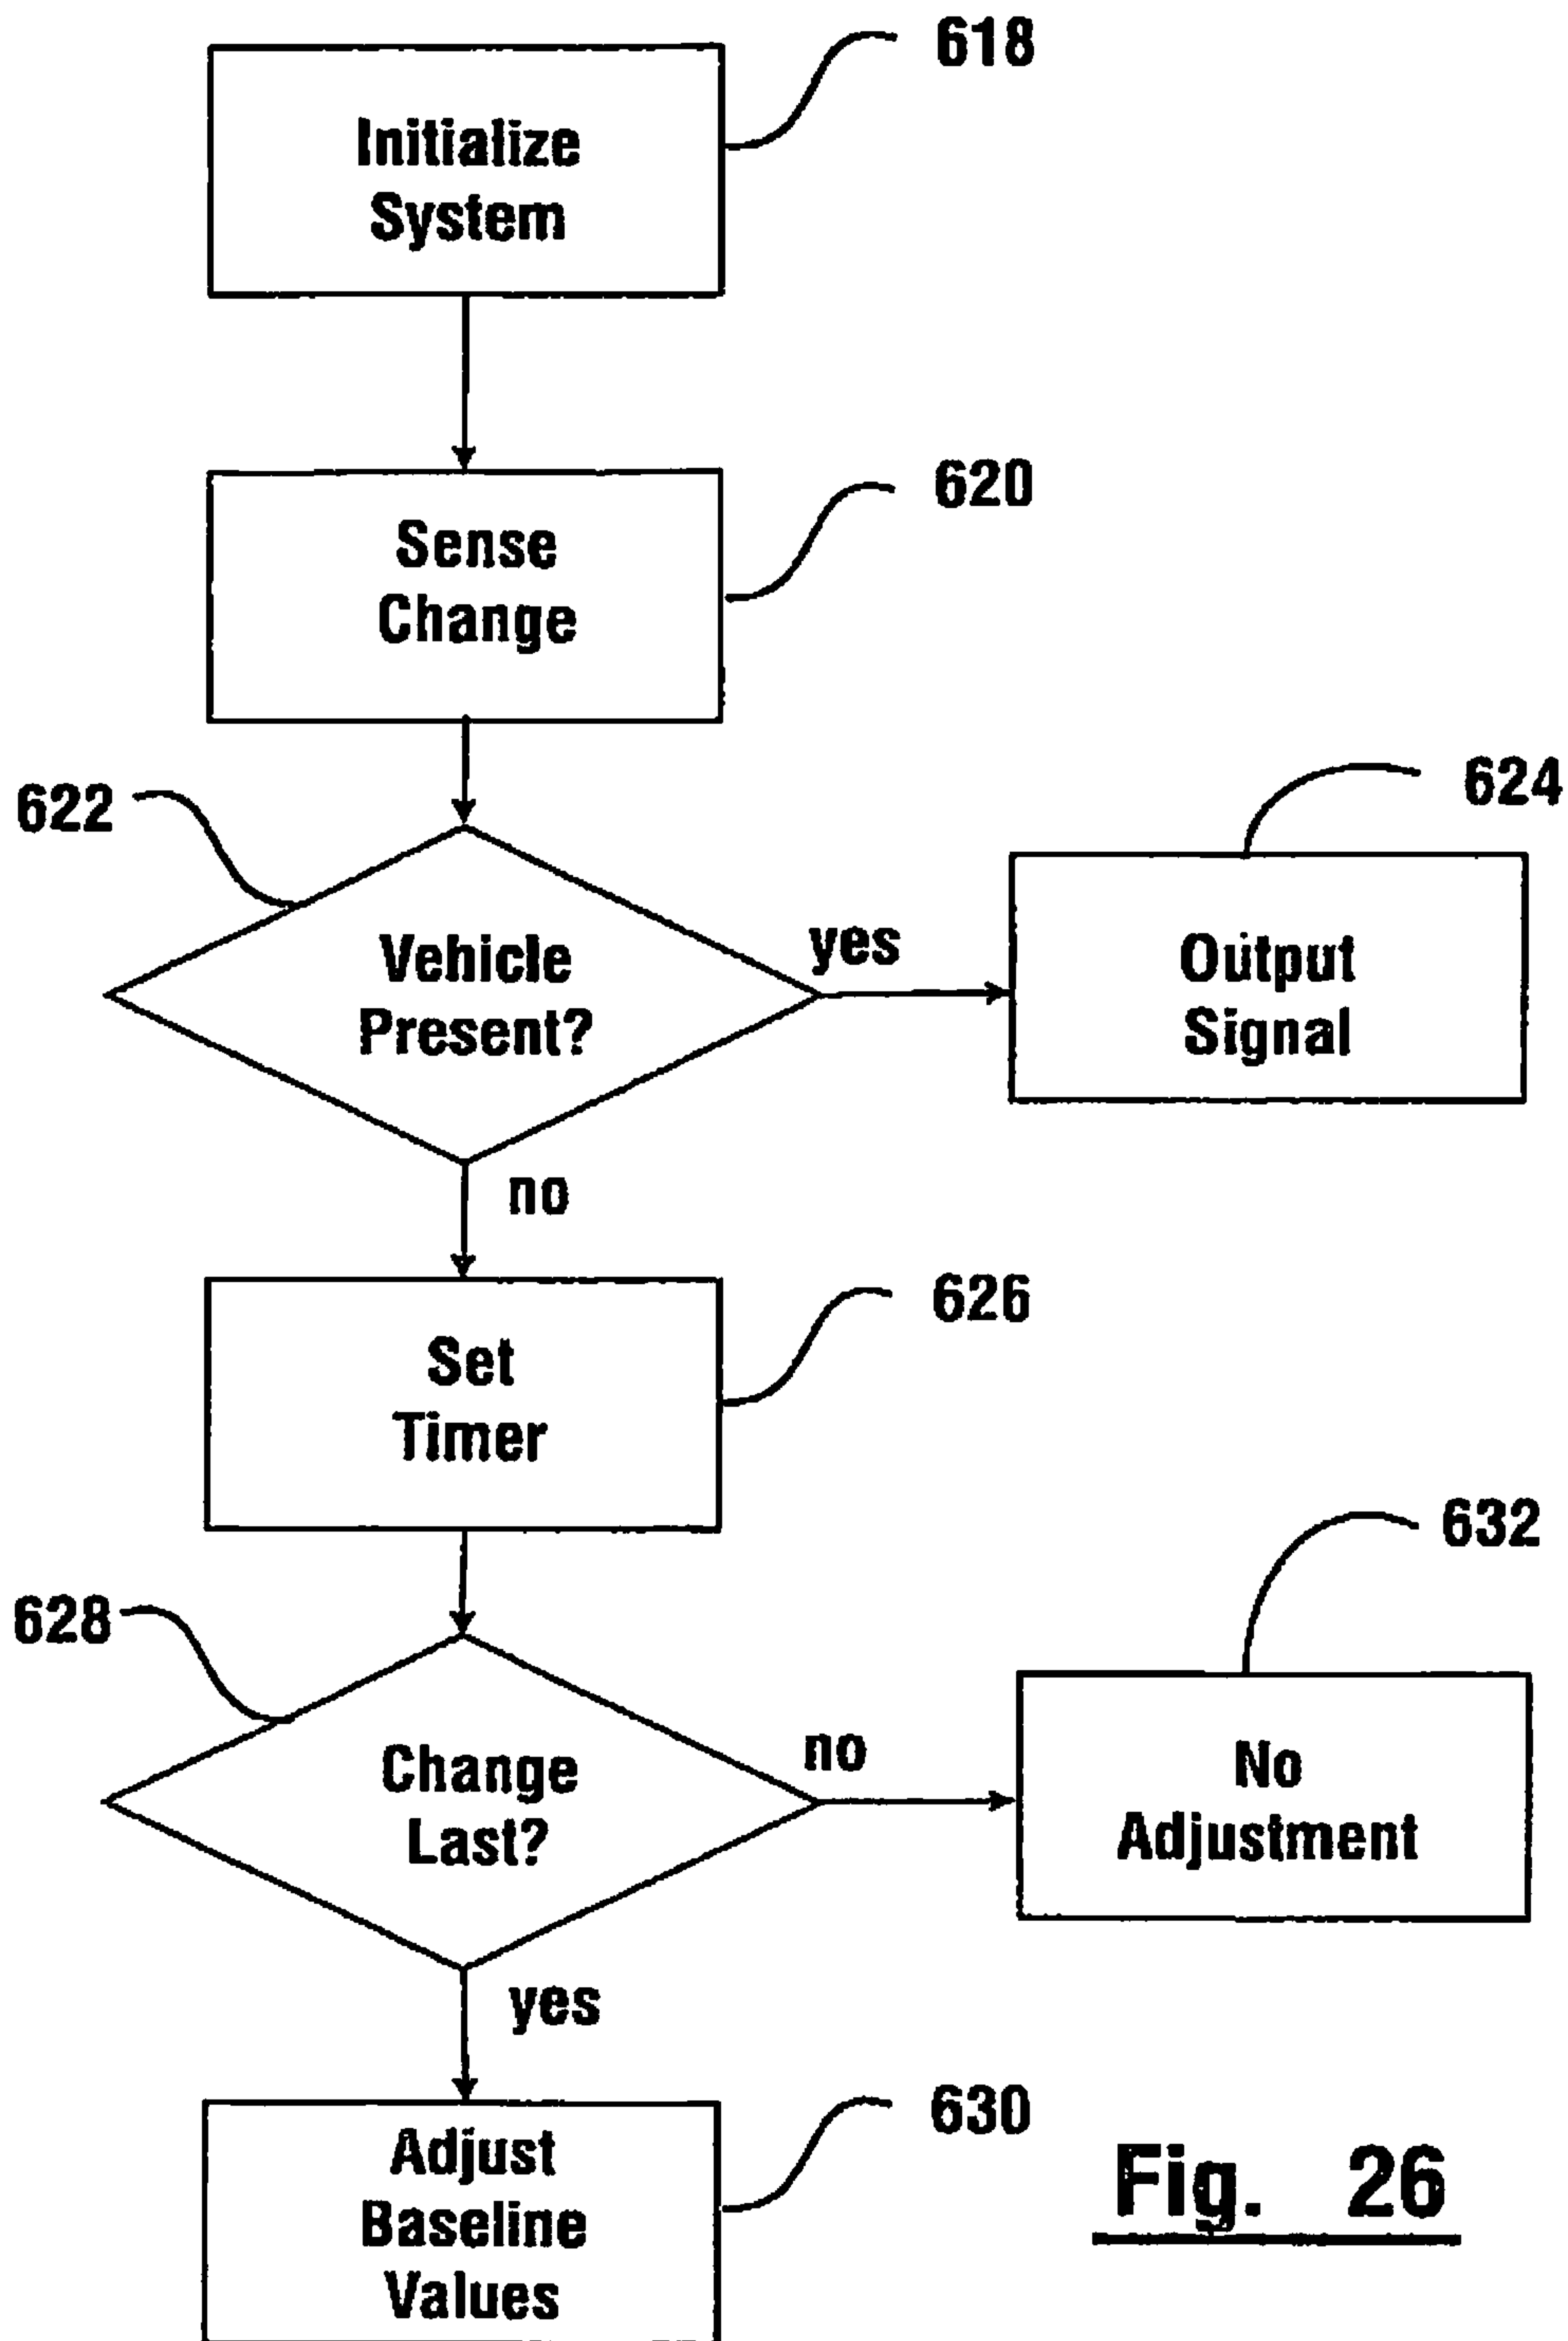 618
Initialize
System
620
Sense
Change
622
624
Vehicle
Present?
yes
Output
Signal
no
626
Set
Timer
628
632
Change
Last?
no
No
Adjustment
yes
630
Adjust
Baseline
Values
Fig. 26